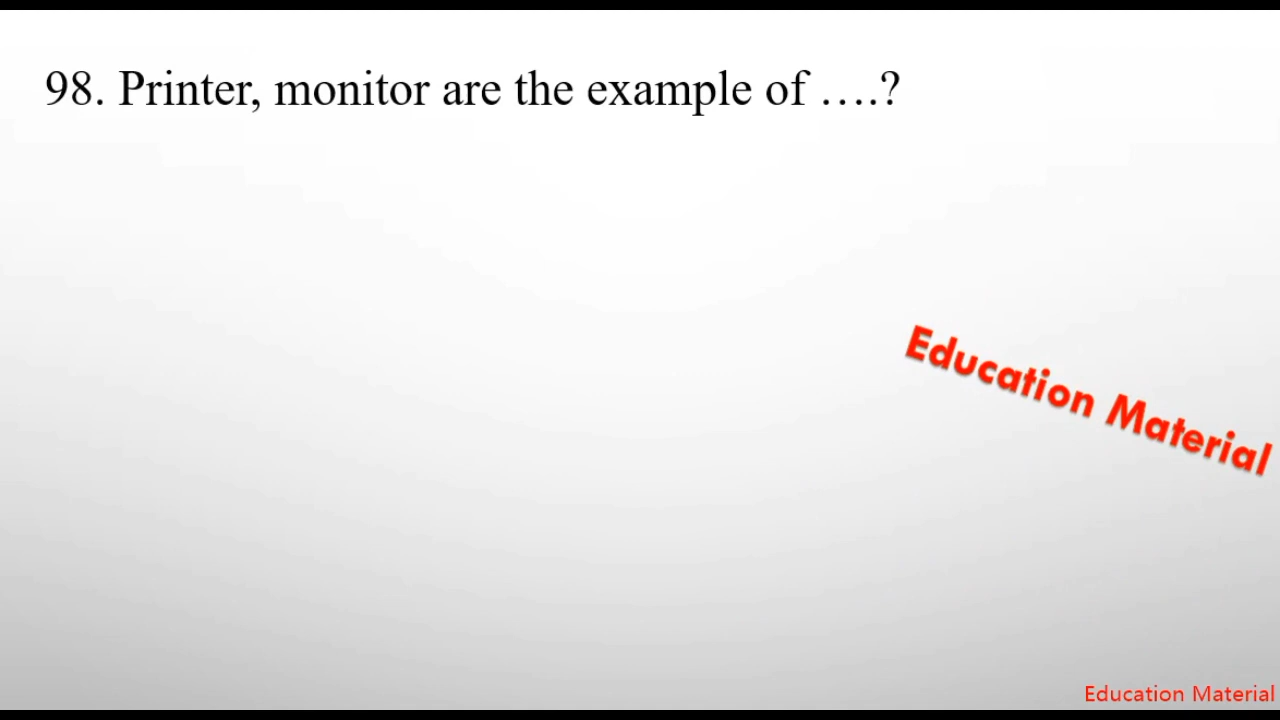 98. Printer, monitor are the example of ….?
Education Material
Education Material